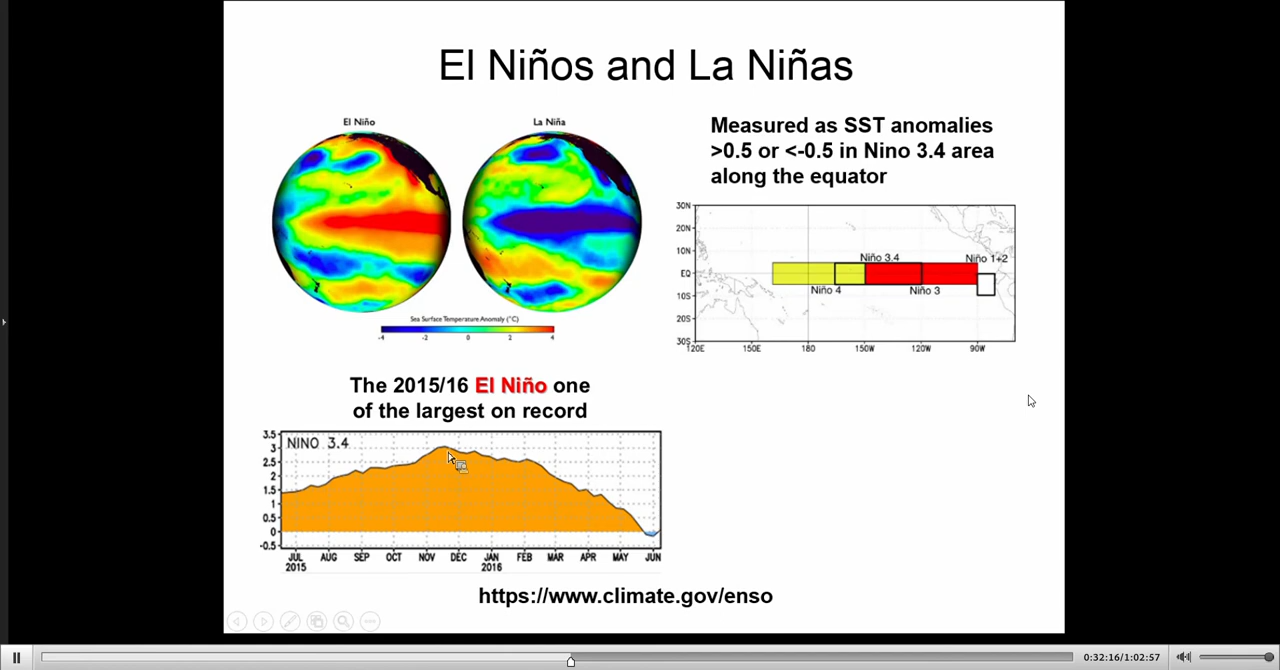 El Niños and La Niñas
El Niño
La Niña
Sea Surface Temperature Anomaly (°C)
-4 -2 0 2 4
Measured as SST anomalies
>0.5 or <-0.5 in Nino 3.4 area
along the equator
30N
20N
10N
EQ
10S
20S
30S
Niño 3.4
Niño 1+2
Niño 4
Niño 3
120E 150E 180 150W 120W 90W
The 2015/16 El Niño one
of the largest on record
NINO 3.4
3.5
3
2.5
2
1.5
1
0.5
0
-0.5
JUL AUG SEP OCT NOV DEC JAN FEB MAR APR MAY JUN
2015 2016
https://www.climate.gov/enso
0:32:16/1:02:57